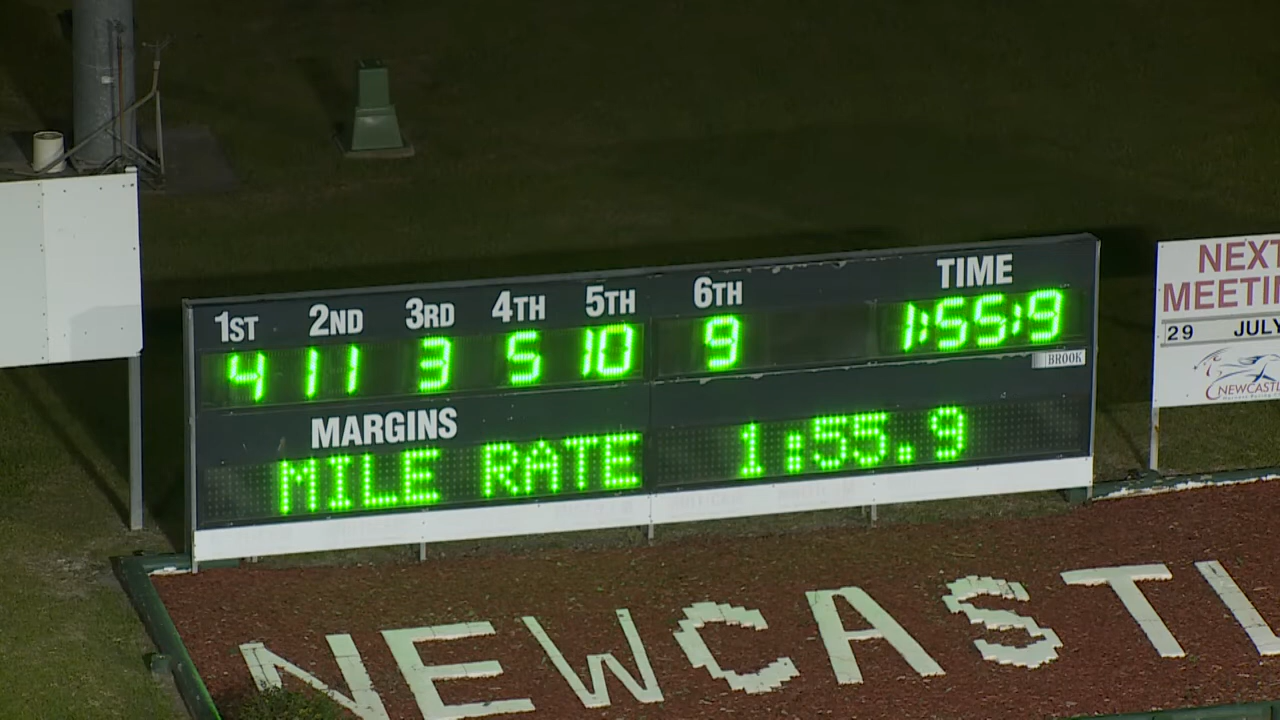 1ST 2ND 3RD 4TH 5TH 6TH TIME
4 11 3 5 10 9 1:55:9
BROOK
MARGINS
MILE RATE 1:55.9
NEXT
MEETIN
29 JULY
NEWCASTL
NEWCASTL